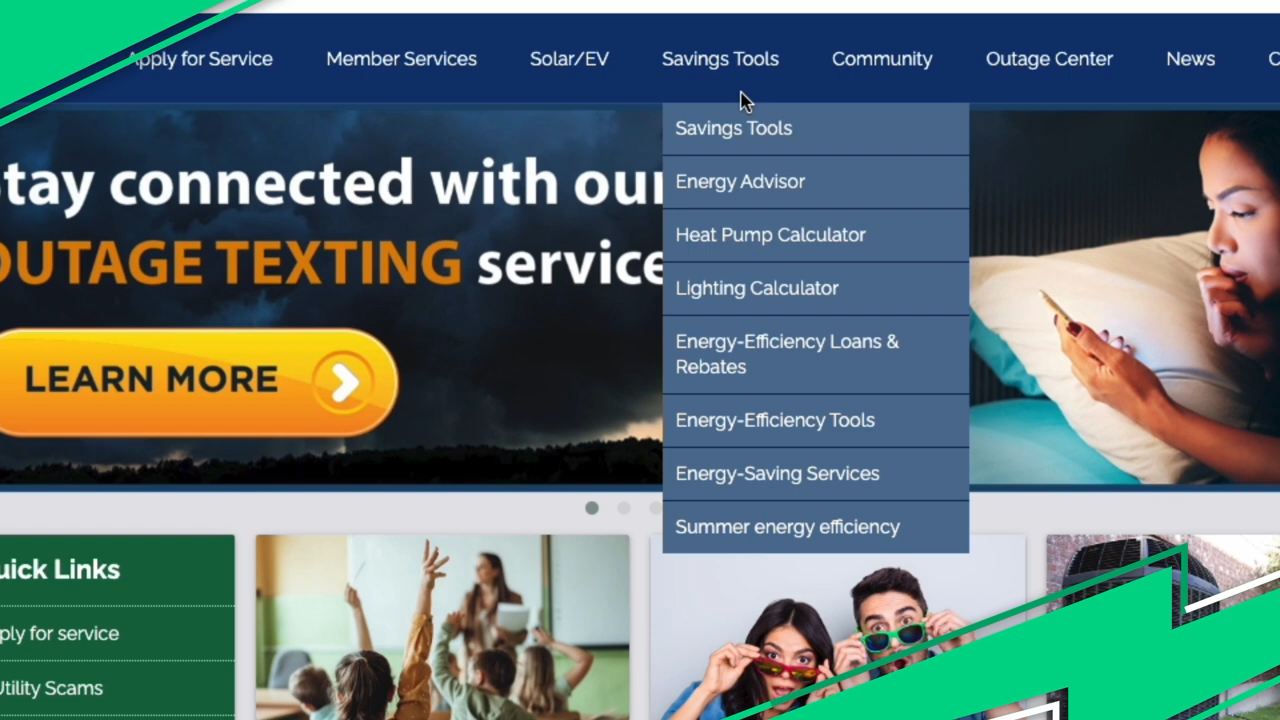 Apply for Service Member Services Solar/EV Savings Tools Community Outage Center News C
Savings Tools
Energy Advisor
Heat Pump Calculator
Lighting Calculator
Energy-Efficiency Loans &
Rebates
Energy-Efficiency Tools
Energy-Saving Services
Summer energy efficiency
tay connected with our
OUTAGE TEXTING service
LEARN MORE
uick Links
ply for service
Utility Scams